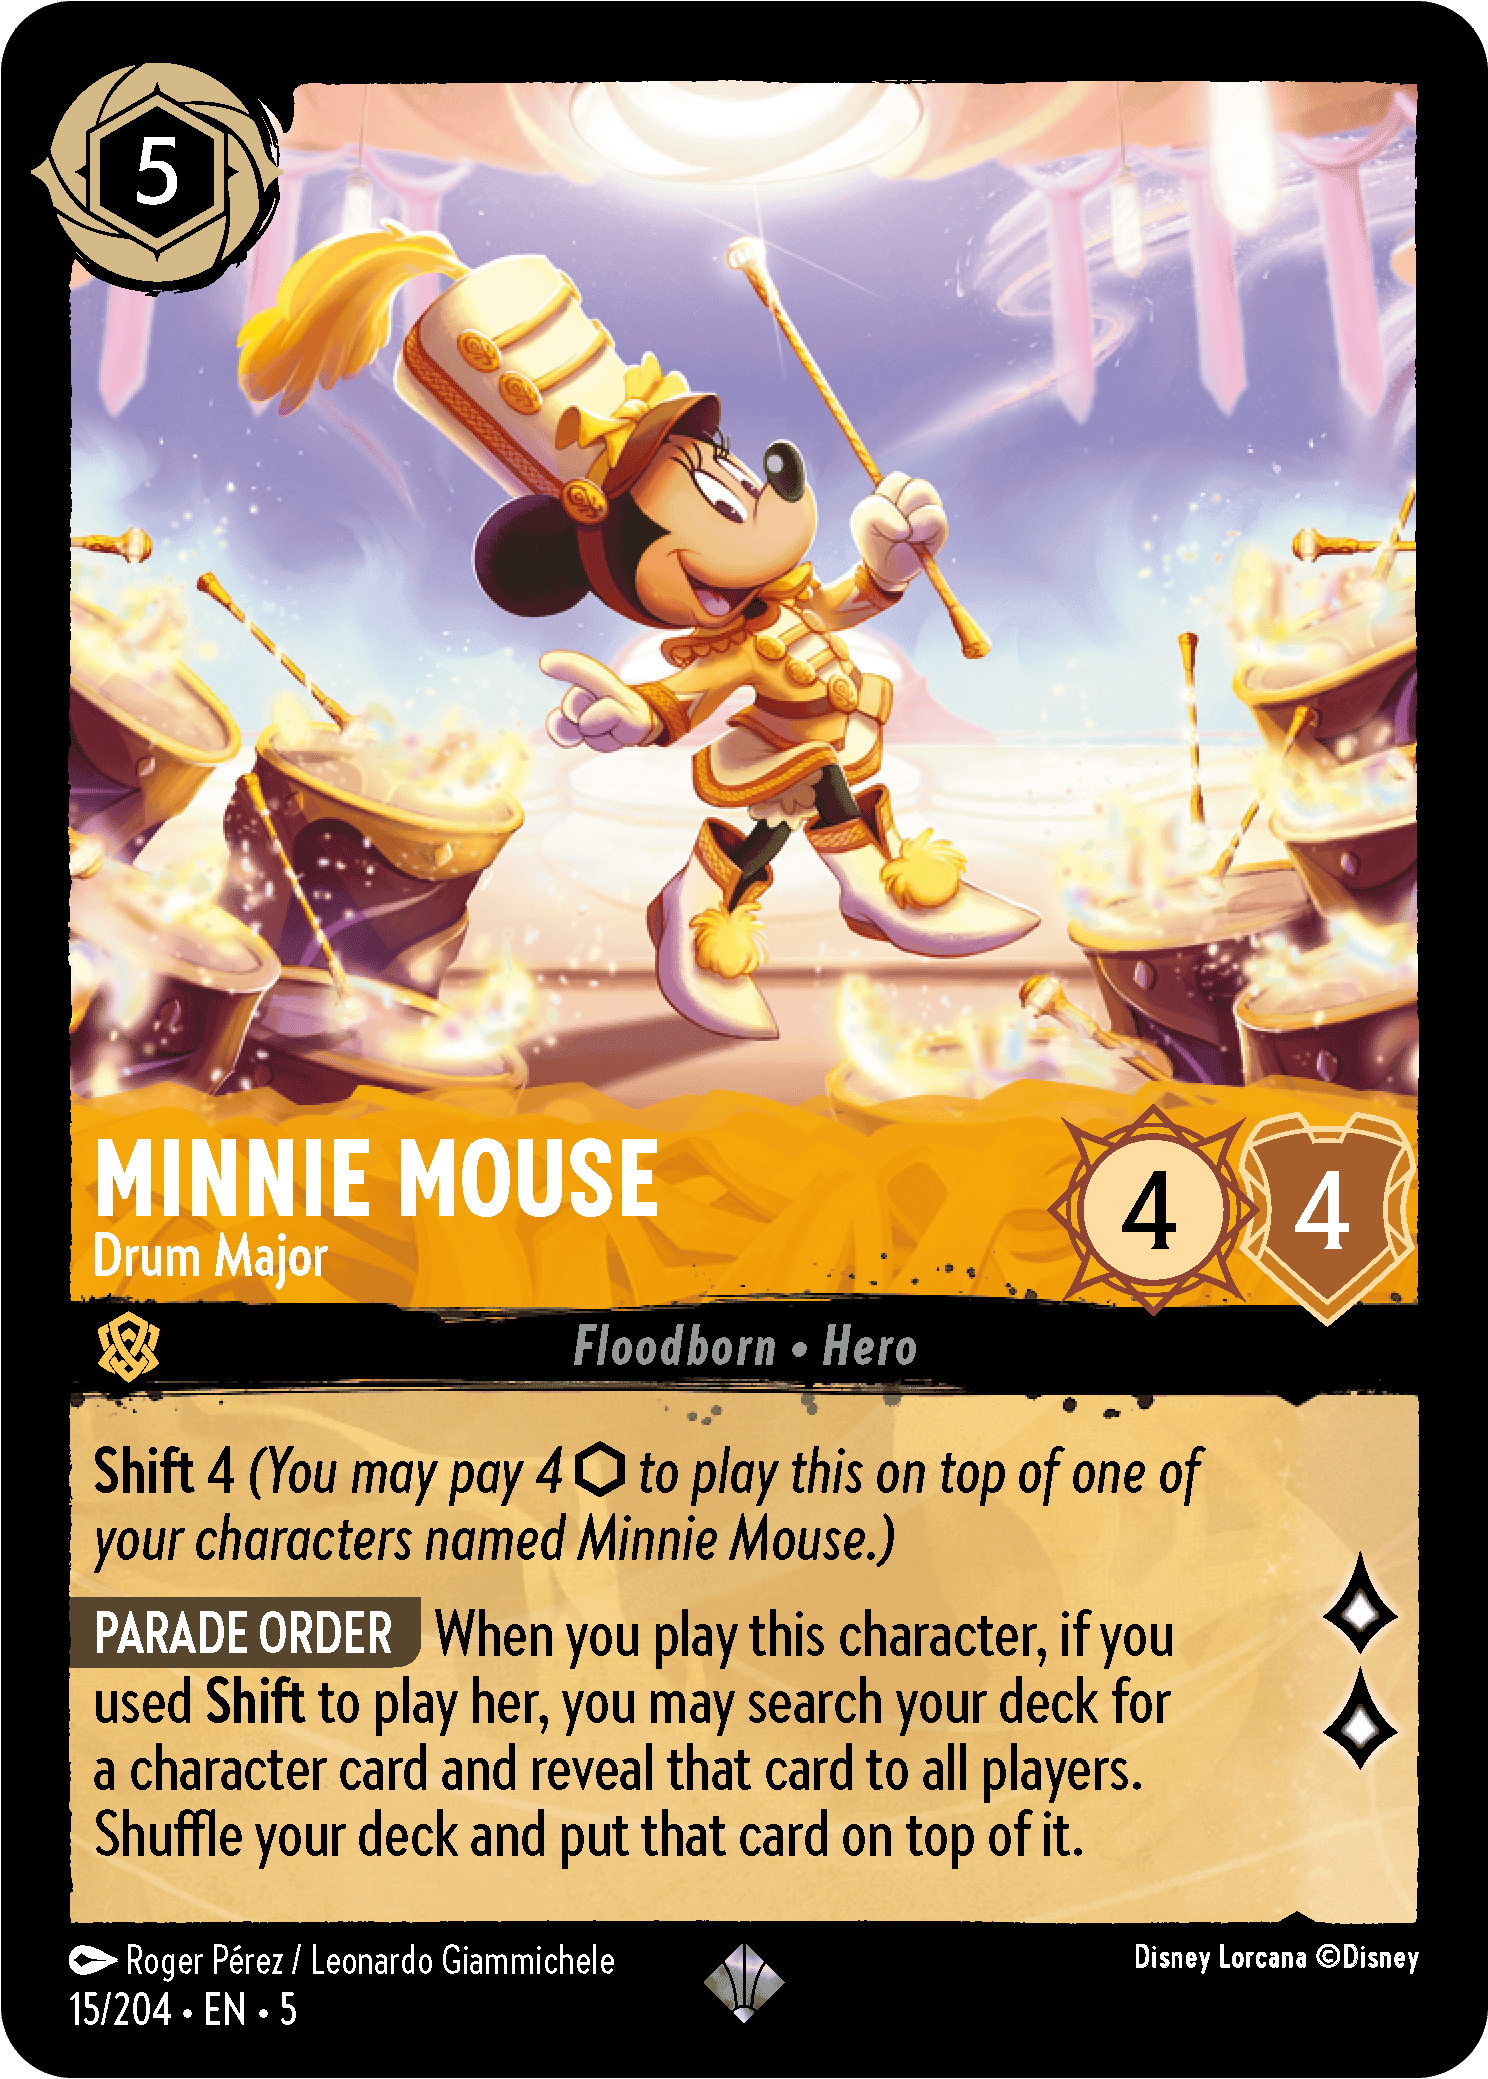 5
MINNIE MOUSE
Drum Major
4 4
Floodborn • Hero
Shift 4 (You may pay 4 ⬡ to play this on top of one of
your characters named Minnie Mouse.)
PARADE ORDER When you play this character, if you
used Shift to play her, you may search your deck for
a character card and reveal that card to all players.
Shuffle your deck and put that card on top of it.
Roger Pérez / Leonardo Giammichele
Disney Lorcana ©Disney
15/204 • EN • 5